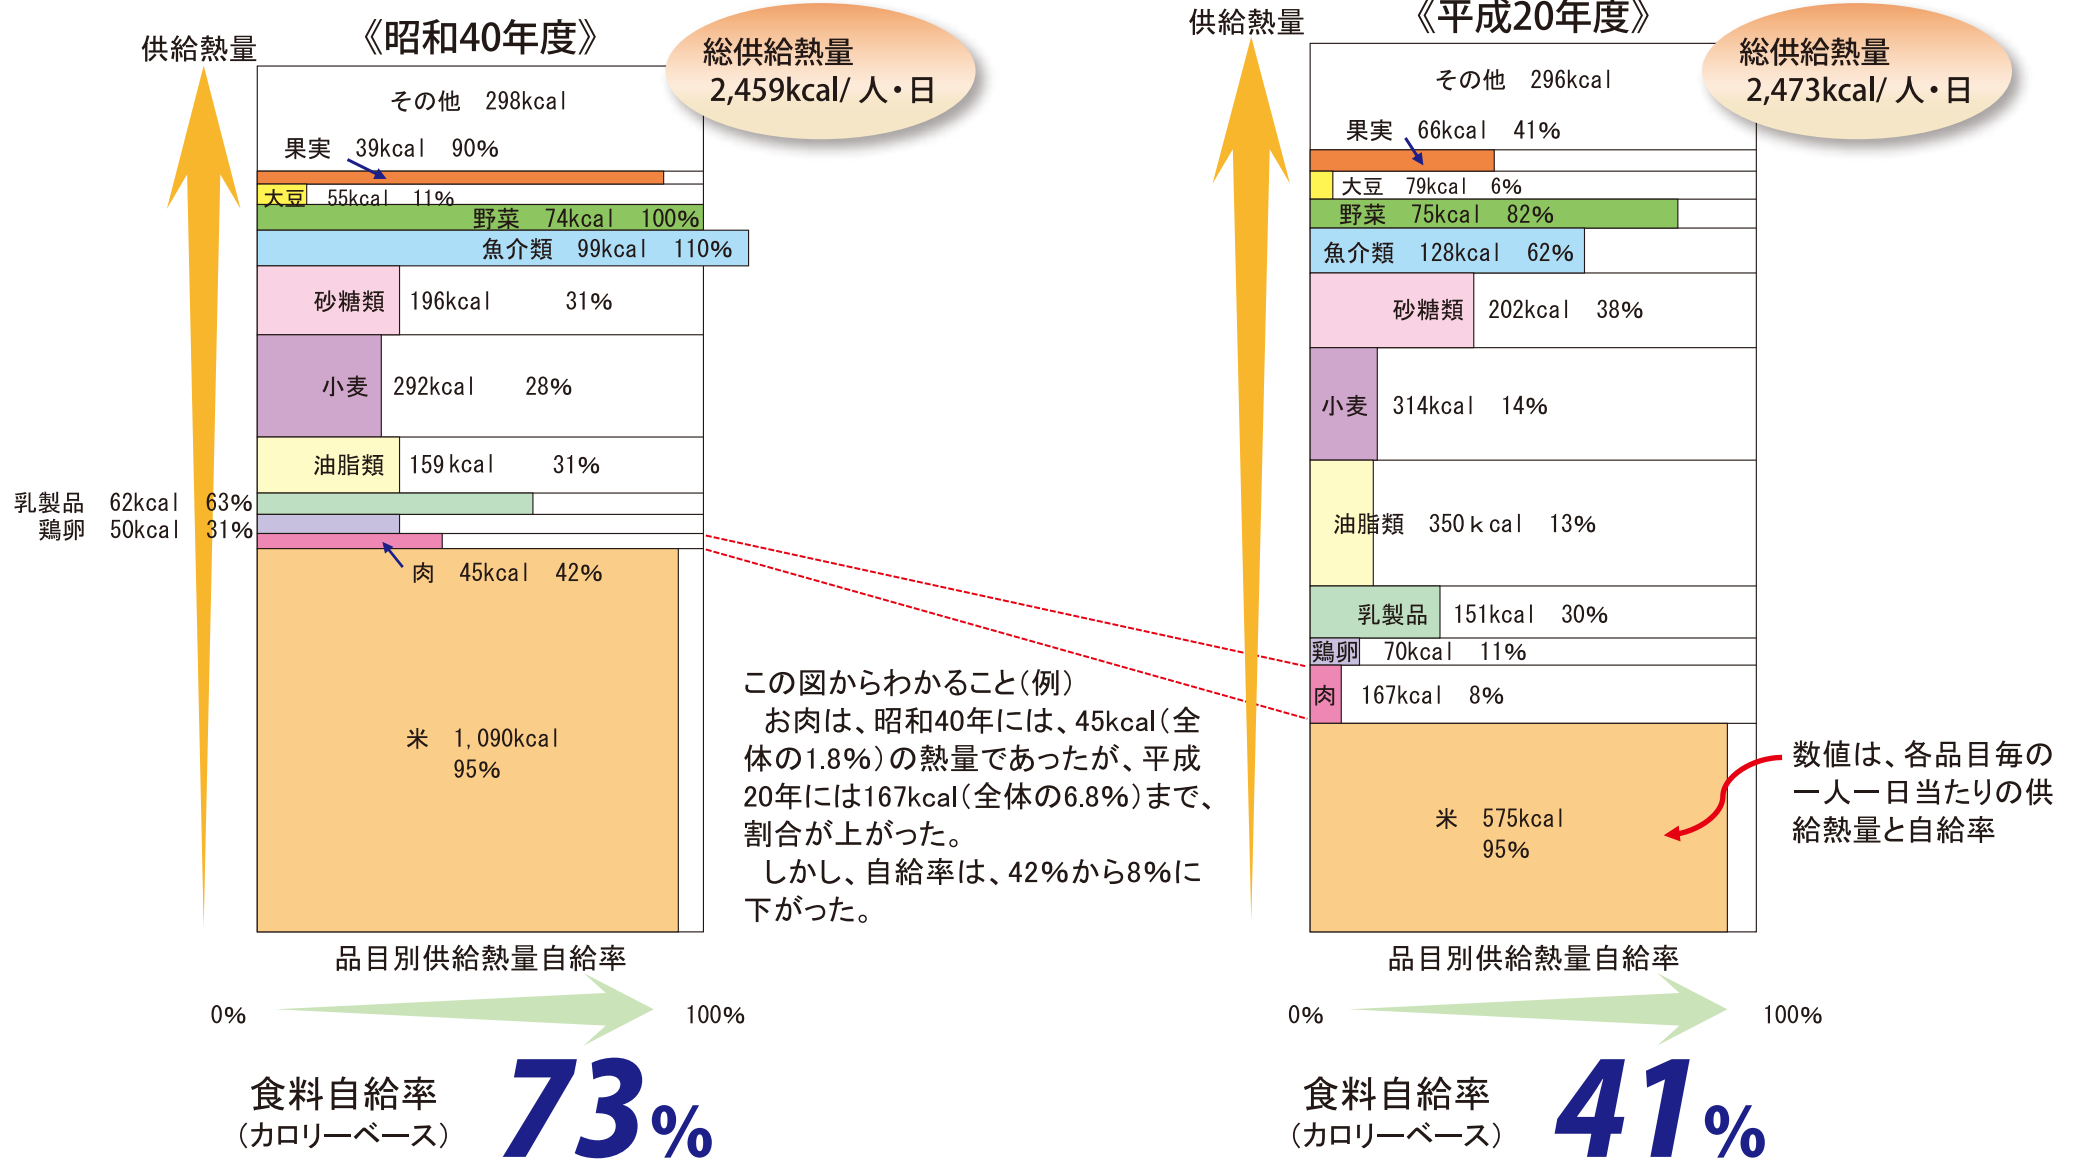 《昭和40年度》
供給熱量
総供給熱量
2,459kcal/ 人・日
その他 298kcal
果実 39kcal 90%
大豆 55kcal 11%
野菜 74kcal 100%
魚介類 99kcal 110%
砂糖類 196kcal 31%
小麦 292kcal 28%
油脂類 159kcal 31%
乳製品 62kcal 63%
鶏卵 50kcal 31%
肉 45kcal 42%
米 1,090kcal
95%
品目別供給熱量自給率
0% 100%
食料自給率
（カロリーベース）
73%
この図からわかること（例）
お肉は、昭和40年には、45kcal（全
体の1.8%）の熱量であったが、平成
20年には167kcal（全体の6.8%）まで、
割合が上がった。
しかし、自給率は、42%から8%に
下がった。
《平成20年度》
供給熱量
総供給熱量
2,473kcal/ 人・日
その他 296kcal
果実 66kcal 41%
大豆 79kcal 6%
野菜 75kcal 82%
魚介類 128kcal 62%
砂糖類 202kcal 38%
小麦 314kcal 14%
油脂類 350ｋcal 13%
乳製品 151kcal 30%
鶏卵 70kcal 11%
肉 167kcal 8%
米 575kcal
95%
数値は、各品目毎の
一人一日当たりの供
給熱量と自給率
品目別供給熱量自給率
0% 100%
食料自給率
（カロリーベース）
41%